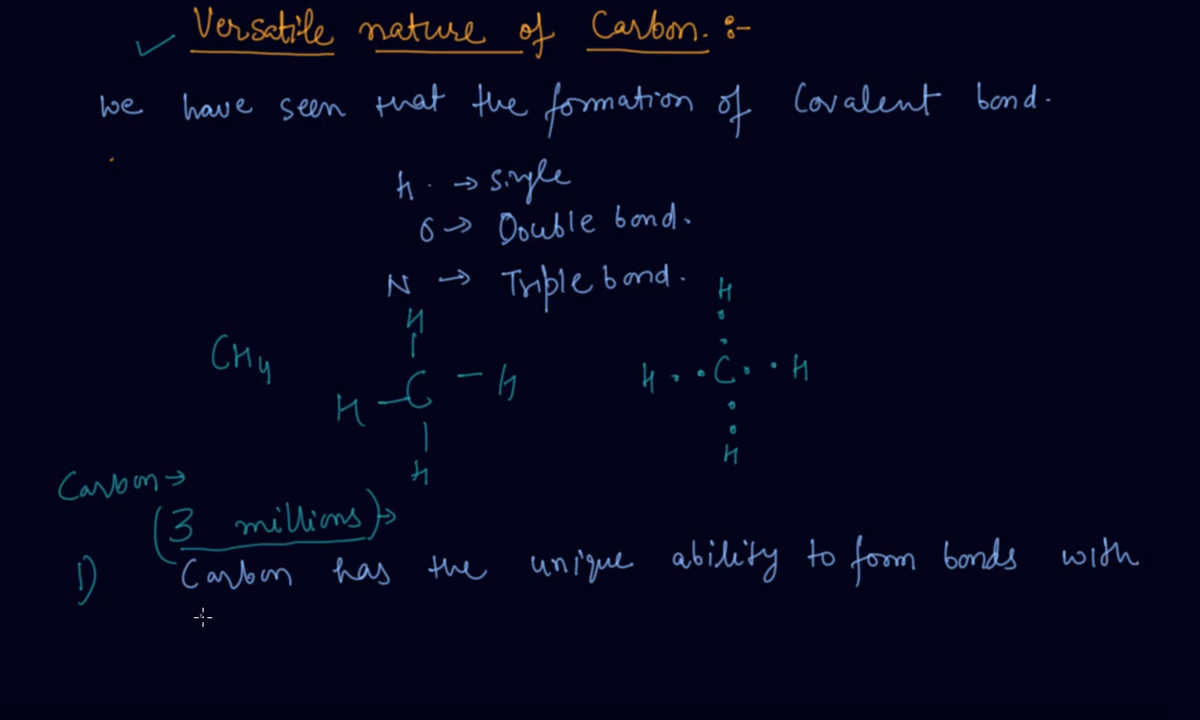 Versatile nature of Carbon. :-
we have seen that the formation of Covalent bond.
H. → single
O → Double bond.
N → Triple bond.
CH4
H
H - C - H
H
H
H . . C . . H
H
Carbon →
(3 millions) →
1) Carbon has the unique ability to form bonds with